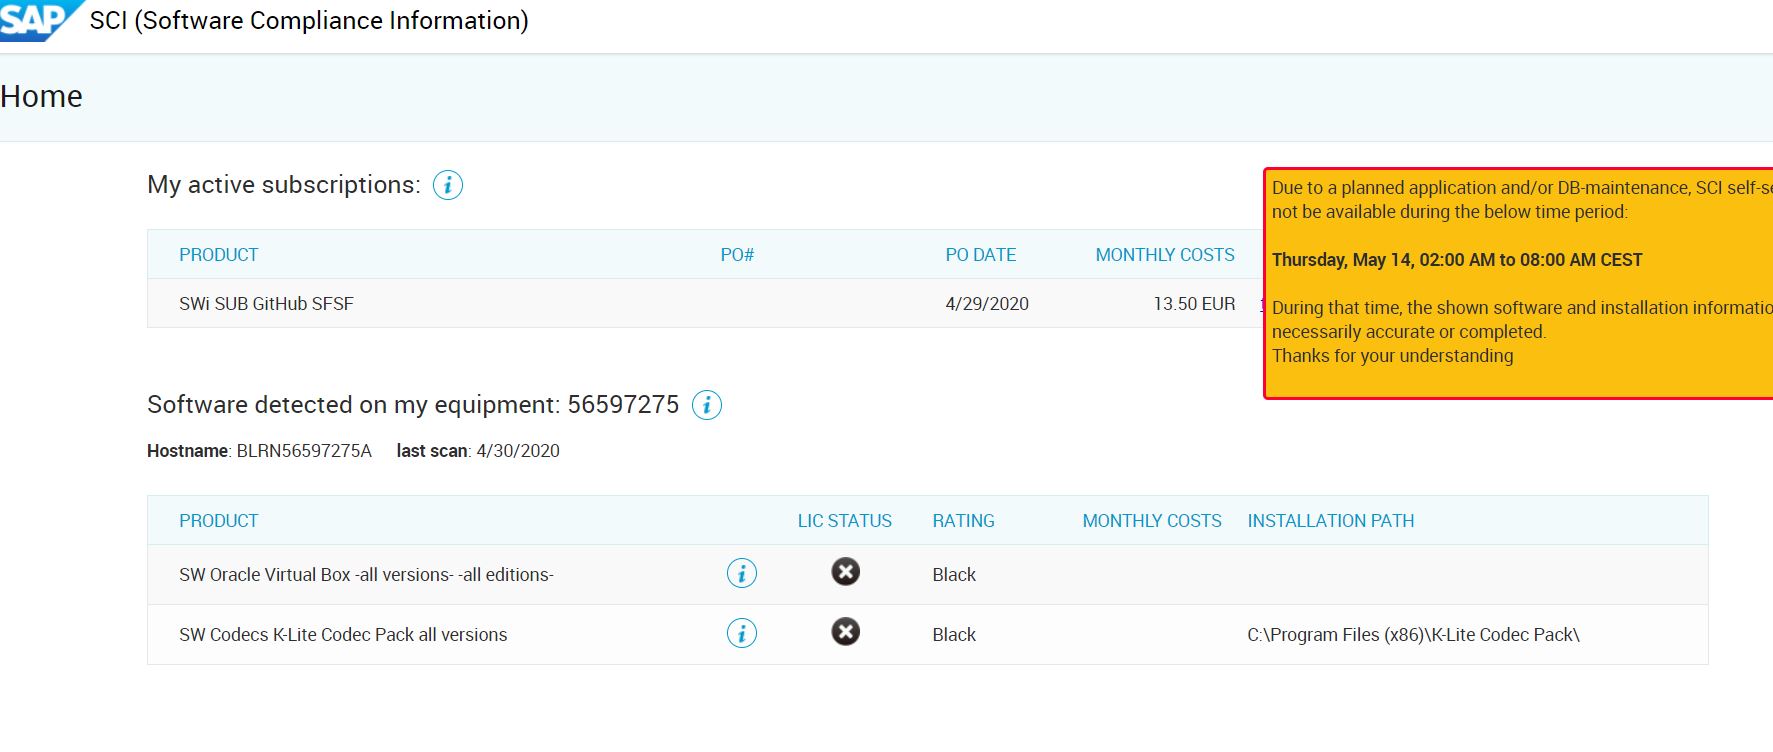 SAP SCI (Software Compliance Information)
Home
My active subscriptions: i
PRODUCT PO# PO DATE MONTHLY COSTS
SWi SUB GitHub SFSF 4/29/2020 13.50 EUR
Due to a planned application and/or DB-maintenance, SCI
not be available during the below time period:
Thursday, May 14, 02:00 AM to 08:00 AM CEST
During that time, the shown software and installation
necessarily accurate or completed.
Thanks for your understanding
Software detected on my equipment: 56597275 i
Hostname: BLRN56597275A last scan: 4/30/2020
PRODUCT LIC STATUS RATING MONTHLY COSTS INSTALLATION PATH
SW Oracle Virtual Box -all versions- -all editions- i Black
SW Codecs K-Lite Codec Pack all versions i Black C:\Program Files (x86)\K-Lite Codec Pack\